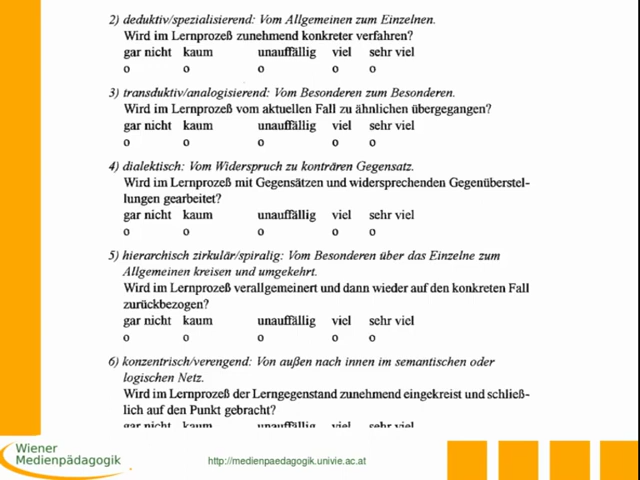 2) deduktiv/spezialisierend: Vom Allgemeinen zum Einzelnen.
Wird im Lernprozeß zunehmend konkreter verfahren?
gar nicht kaum unauffällig viel sehr viel
o o o o o
3) transduktiv/analogisierend: Vom Besonderen zum Besonderen.
Wird im Lernprozeß vom aktuellen Fall zu ähnlichen übergegangen?
gar nicht kaum unauffällig viel sehr viel
o o o o o
4) dialektisch: Vom Widerspruch zu konträren Gegensatz.
Wird im Lernprozeß mit Gegensätzen und widersprechenden Gegenüberstel-
lungen gearbeitet?
gar nicht kaum unauffällig viel sehr viel
o o o o o
5) hierarchisch zirkulär/spiralig: Vom Besonderen über das Einzelne zum
Allgemeinen kreisen und umgekehrt.
Wird im Lernprozeß verallgemeinert und dann wieder auf den konkreten Fall
zurückbezogen?
gar nicht kaum unauffällig viel sehr viel
o o o o o
6) konzentrisch/verengend: Von außen nach innen im semantischen oder
logischen Netz.
Wird im Lernprozeß der Lerngegenstand zunehmend eingekreist und schließ-
lich auf den Punkt gebracht?
gar nicht kaum unauffällig viel sehr viel
Wiener
Medienpädagogik
http://medienpaedagogik.univie.ac.at